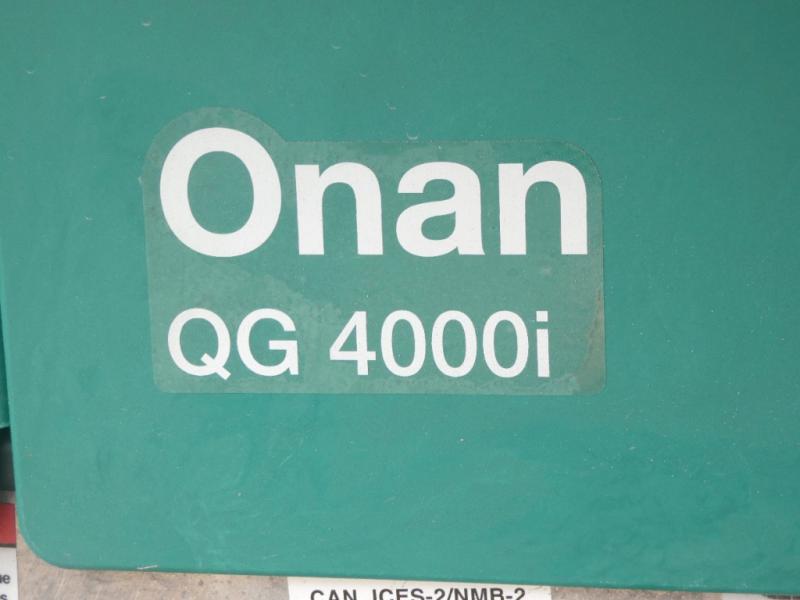 Onan
QG 4000i
CAN ICES-2/NMB-2